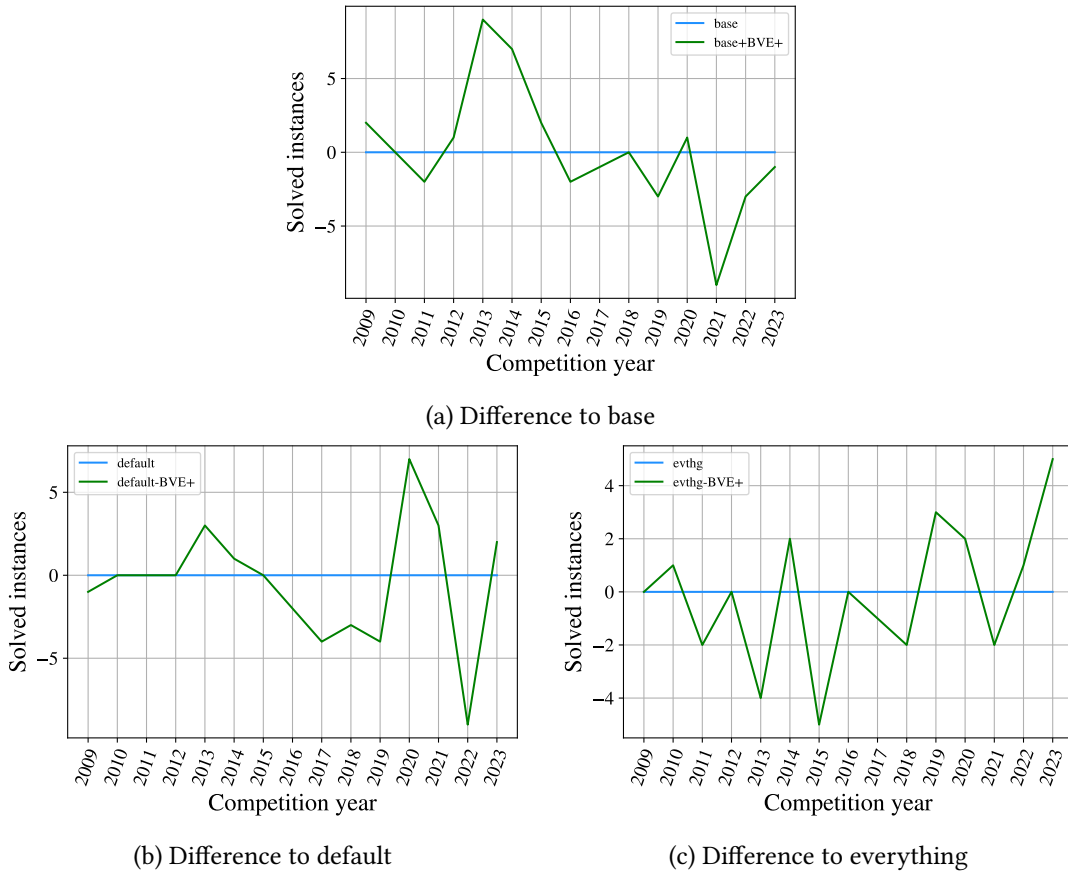 base
base+BVE+
5
0
−5
Solved instances
2009 2010 2011 2012 2013 2014 2015 2016 2017 2018 2019 2020 2021 2022 2023
Competition year
(a) Difference to base
default
default-BVE+
5
0
−5
Solved instances
2009 2010 2011 2012 2013 2014 2015 2016 2017 2018 2019 2020 2021 2022 2023
Competition year
(b) Difference to default
evthg
evthg-BVE+
4
2
0
−2
−4
Solved instances
2009 2010 2011 2012 2013 2014 2015 2016 2017 2018 2019 2020 2021 2022 2023
Competition year
(c) Difference to everything